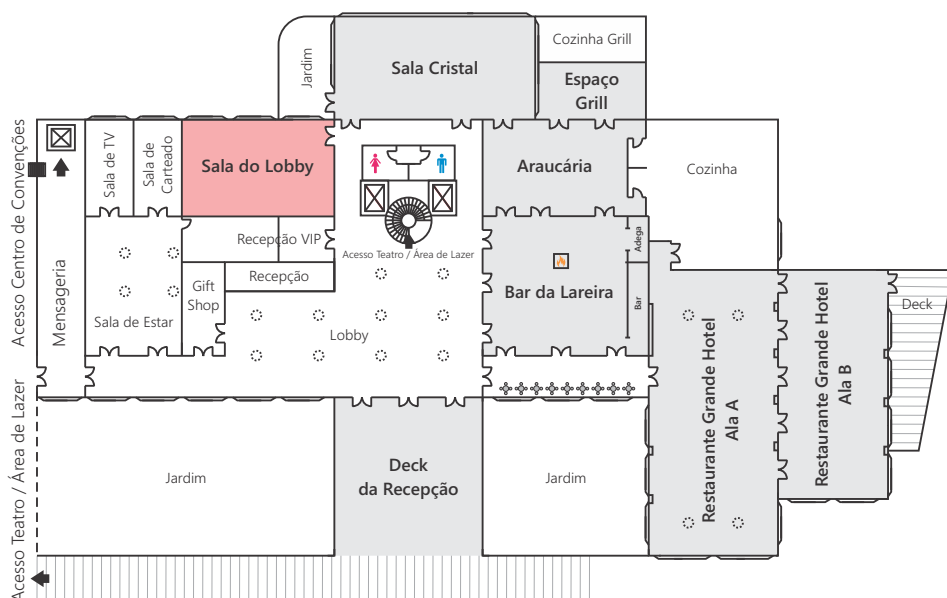 Cozinha Grill
Jardim
Sala Cristal
Espaço
Grill
Acesso Centro de Convenções
Sala de TV
Sala de
Carteado
Sala do Lobby
Araucária
Cozinha
Mensageria
Recepção VIP
Acesso Teatro / Área de Lazer
Adega
Recepção
Gift
Shop
Bar da Lareira
Bar
Sala de Estar
Lobby
Deck
Restaurante Grande Hotel
Ala A
Restaurante Grande Hotel
Ala B
Acesso Teatro / Área de Lazer
Jardim
Deck
da Recepção
Jardim